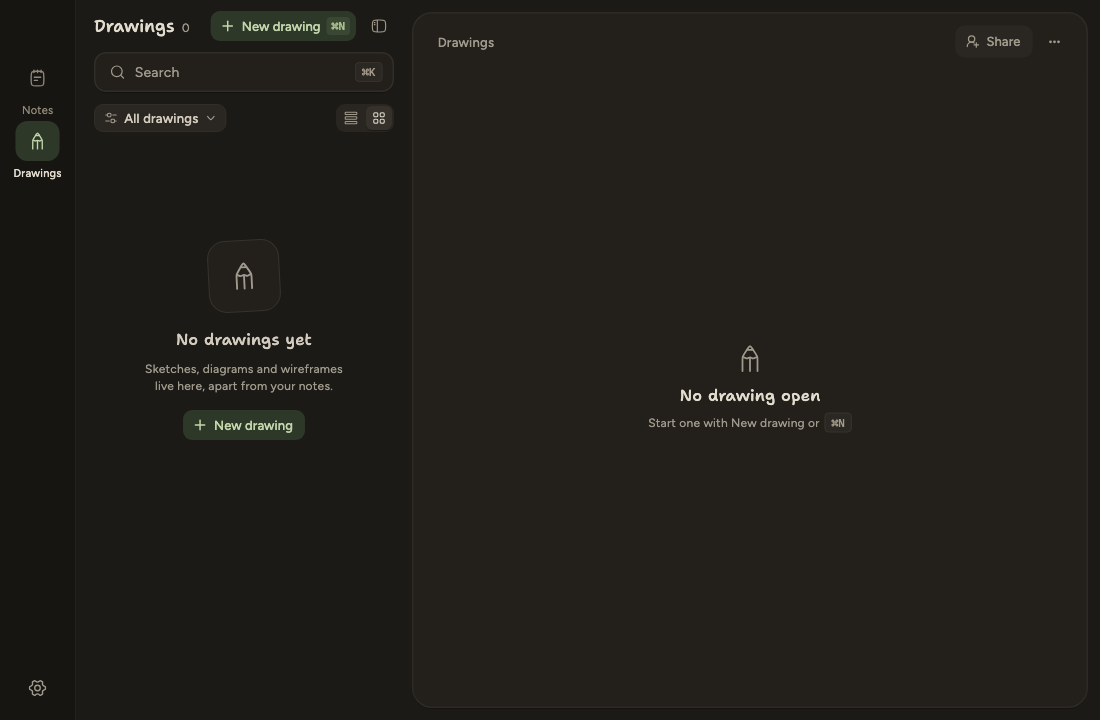 Drawings 0
New drawing ⌘N
Search ⌘K
All drawings
Notes
Drawings
No drawings yet
Sketches, diagrams and wireframes
live here, apart from your notes.
New drawing
Drawings
Share
No drawing open
Start one with New drawing or ⌘N